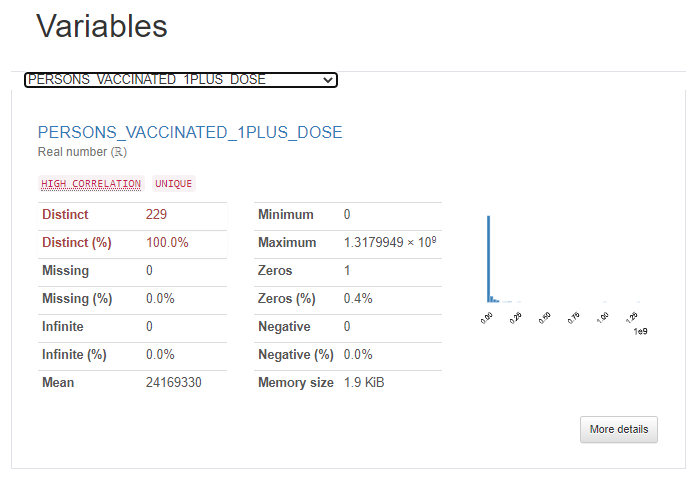 Variables
PERSONS_VACCINATED_1PLUS_DOSE
PERSONS_VACCINATED_1PLUS_DOSE
Real number (ℝ)
HIGH CORRELATION UNIQUE
Distinct 229
Distinct (%) 100.0%
Missing 0
Missing (%) 0.0%
Infinite 0
Infinite (%) 0.0%
Mean 24169330
Minimum 0
Maximum 1.3179949 × 10⁹
Zeros 1
Zeros (%) 0.4%
Negative 0
Negative (%) 0.0%
Memory size 1.9 KiB
0.00 0.25 0.50 0.75 1.00 1.25
1e9
More details